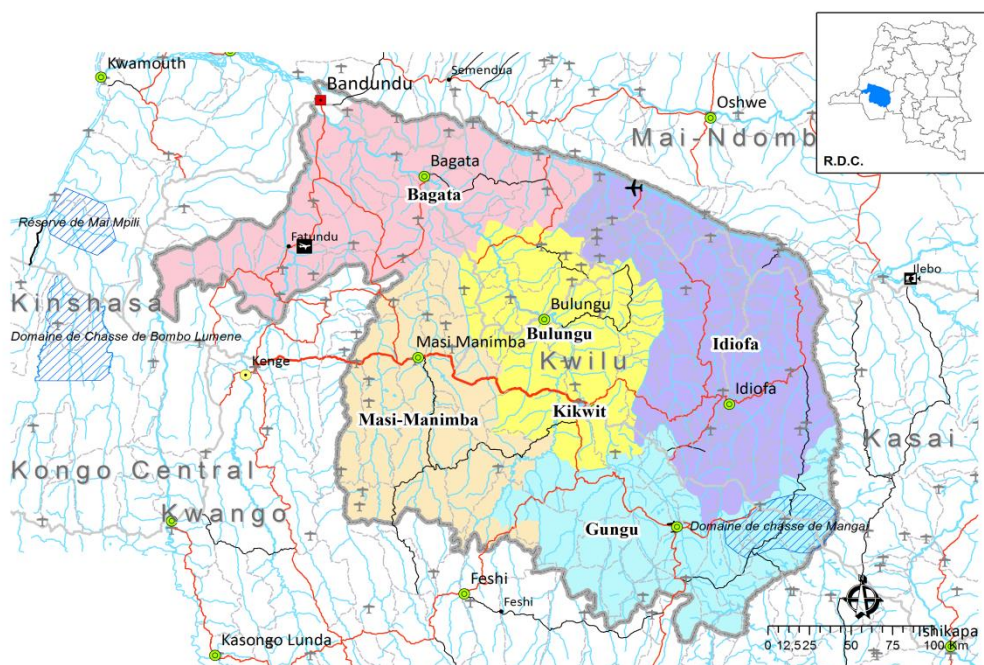 Kwamouth
Bandundu
Semendua
Oshwe
Mai-Ndomb
R.D.C.
Bagata
Bagata
Réserve de Mai Mpili
Fatundu
Ilebo
Kinshasa
Bulungu
Bulungu
Domaine de Chasse de Bombo Lumene
Masi Manimba
Kwilu
Idiofa
Kenge
Idiofa
Kikwit
Masi-Manimba
Kasai
Kongo Central
Kwango
Gungu
Domaine de chasse de Mangai
Feshi
Feshi
Kasongo Lunda
0 12,525 50 75 100 Km